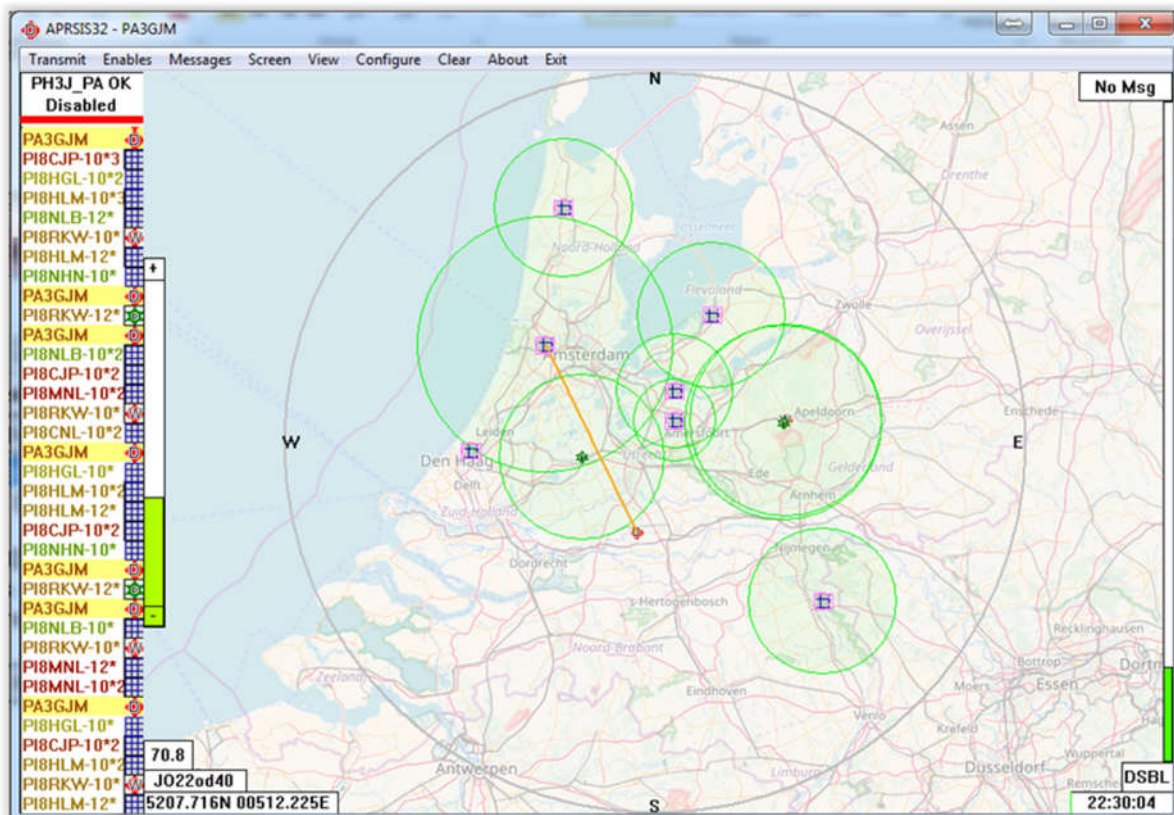 APRSIS32 - PA3GJM
Transmit Enables Messages Screen View Configure Clear About Exit
PH3J_PA OK
Disabled
No Msg
PA3GJM
PI8CJP-10*3
PI8HGL-10*2
PI8HLM-10*3
PI8NLB-12*
PI8RKW-10*
PI8HLM-12*
PI8NHN-10*
PA3GJM
PI8RKW-12*
PA3GJM
PI8NLB-10*2
PI8CJP-10*2
PI8MNL-10*2
PI8RKW-10*
PI8CNL-10*2
PA3GJM
PI8HGL-10*
PI8HLM-10*2
PI8HLM-12*
PI8CJP-10*2
PI8NHN-10*
PA3GJM
PI8RKW-12*
PA3GJM
PI8NLB-10*
PI8RKW-10*
PI8MNL-12*
PI8MNL-10*2
PA3GJM
PI8HGL-10*
PI8CJP-10*2
PI8HLM-10*2
PI8RKW-10*
PI8HLM-12*
+
-
N
W
E
S
Assen
Drenthe
Noord-Holland
IJsselmeer
Flevoland
Zwolle
Overijssel
Amsterdam
Apeldoorn
Enschede
Leiden
Amersfoort
Den Haag
Utrecht
Ede
Gelderland
Delft
Arnhem
Zuid-Holland
Nijmegen
Dordrecht
's Hertogenbosch
Noord-Brabant
Recklinghausen
Zeeland
Bottrop
Dortm
Eindhoven
Moers
Essen
Venlo
Krefeld
Wuppertal
Antwerpen
Limburg
Düsseldorf
Remsche
70.8
JO22od40
5207.716N 00512.225E
DSBL
22:30:04